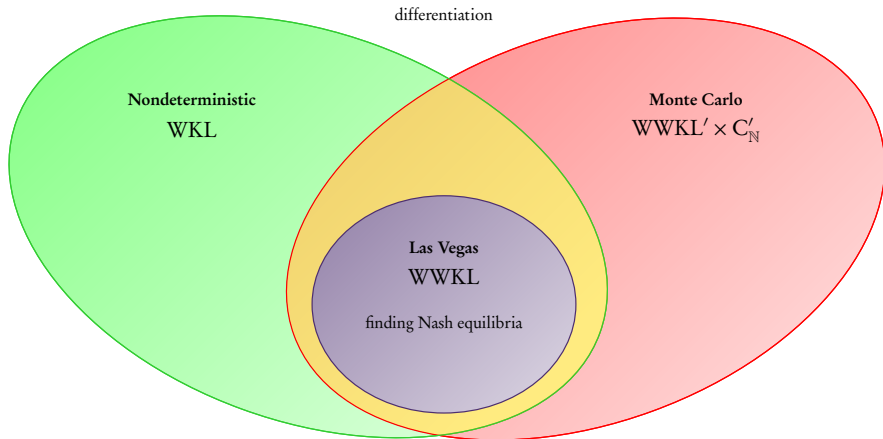 differentiation
Nondeterministic
WKL
Monte Carlo
WWKL′ × C′ℕ
Las Vegas
WWKL
finding Nash equilibria